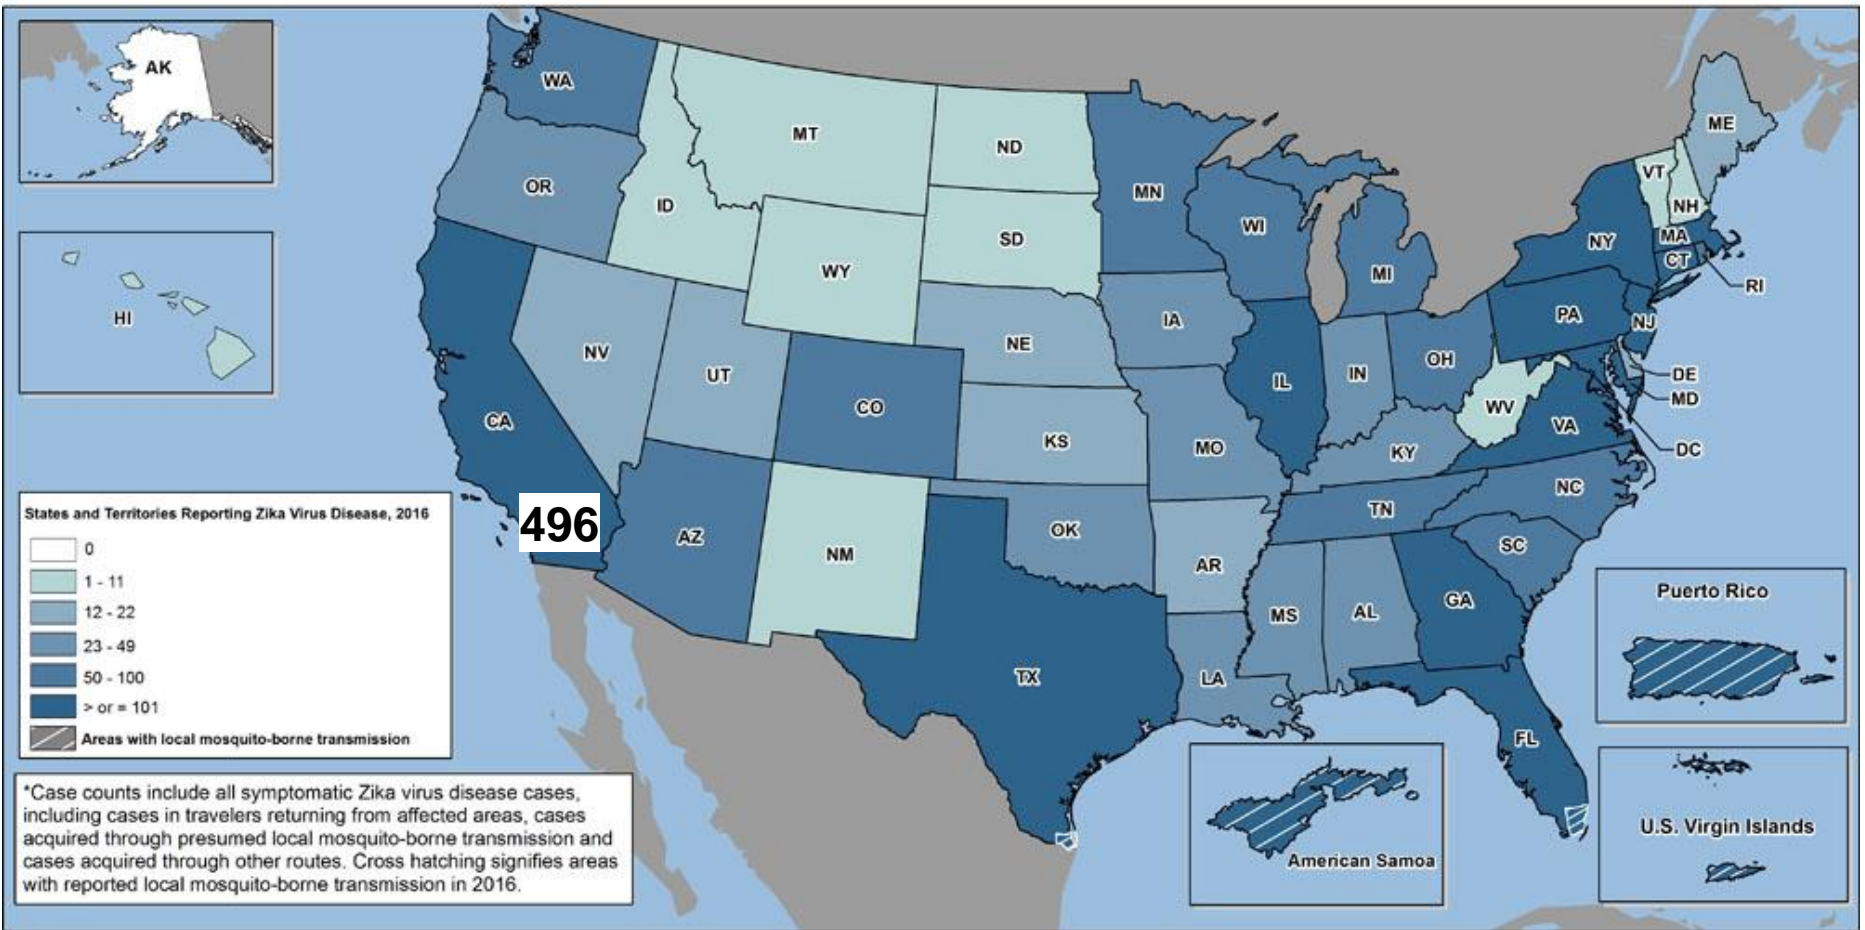 AK
HI
WA
OR
CA
ID
NV
MT
WY
UT
AZ
CO
NM
ND
SD
NE
KS
OK
TX
MN
IA
MO
AR
LA
WI
IL
MI
IN
OH
KY
TN
MS
AL
GA
FL
SC
NC
VA
WV
PA
NY
VT
NH
ME
MA
CT
RI
NJ
DE
MD
DC
496
States and Territories Reporting Zika Virus Disease, 2016
0
1 - 11
12 - 22
23 - 49
50 - 100
> or = 101
Areas with local mosquito-borne transmission
*Case counts include all symptomatic Zika virus disease cases,
including cases in travelers returning from affected areas, cases
acquired through presumed local mosquito-borne transmission and
cases acquired through other routes. Cross hatching signifies areas
with reported local mosquito-borne transmission in 2016.
American Samoa
Puerto Rico
U.S. Virgin Islands